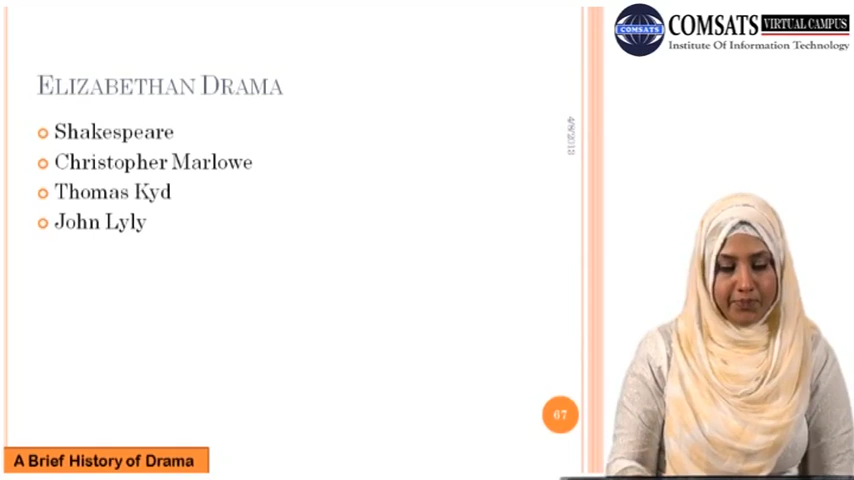 COMSATS VIRTUAL CAMPUS
COMSATS
Institute Of Information Technology
ELIZABETHAN DRAMA
Shakespeare
Christopher Marlowe
Thomas Kyd
John Lyly
67
A Brief History of Drama